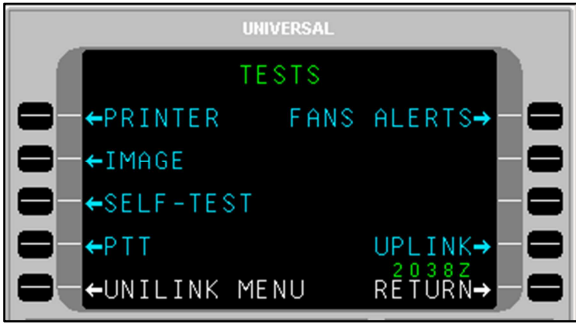 UNIVERSAL
TESTS
←PRINTER FANS ALERTS→
←IMAGE
←SELF-TEST
←PTT UPLINK→
2038Z
←UNILINK MENU RETURN→